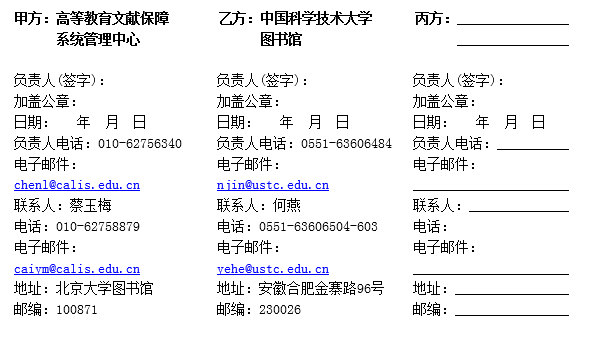 甲方：高等教育文献保障 乙方：中国科学技术大学 丙方：________________
系统管理中心 图书馆 ________________
负责人(签字)： 负责人(签字)： 负责人(签字)：
加盖公章： 加盖公章： 加盖公章：
日期： 年 月 日 日期： 年 月 日 日期： 年 月 日
负责人电话：010-62756340 负责人电话：0551-63606484 负责人电话：__________
电子邮件： 电子邮件： 电子邮件：
chenl@calis.edu.cn njin@ustc.edu.cn ______________________
联系人：蔡玉梅 联系人：何燕 联系人：______________
电话：010-62758879 电话：0551-63606504-603 电话：
电子邮件： 电子邮件： 电子邮件：
caiym@calis.edu.cn yehe@ustc.edu.cn ______________________
地址：北京大学图书馆 地址：安徽合肥金寨路96号 地址：________________
邮编：100871 邮编：230026 邮编：________________